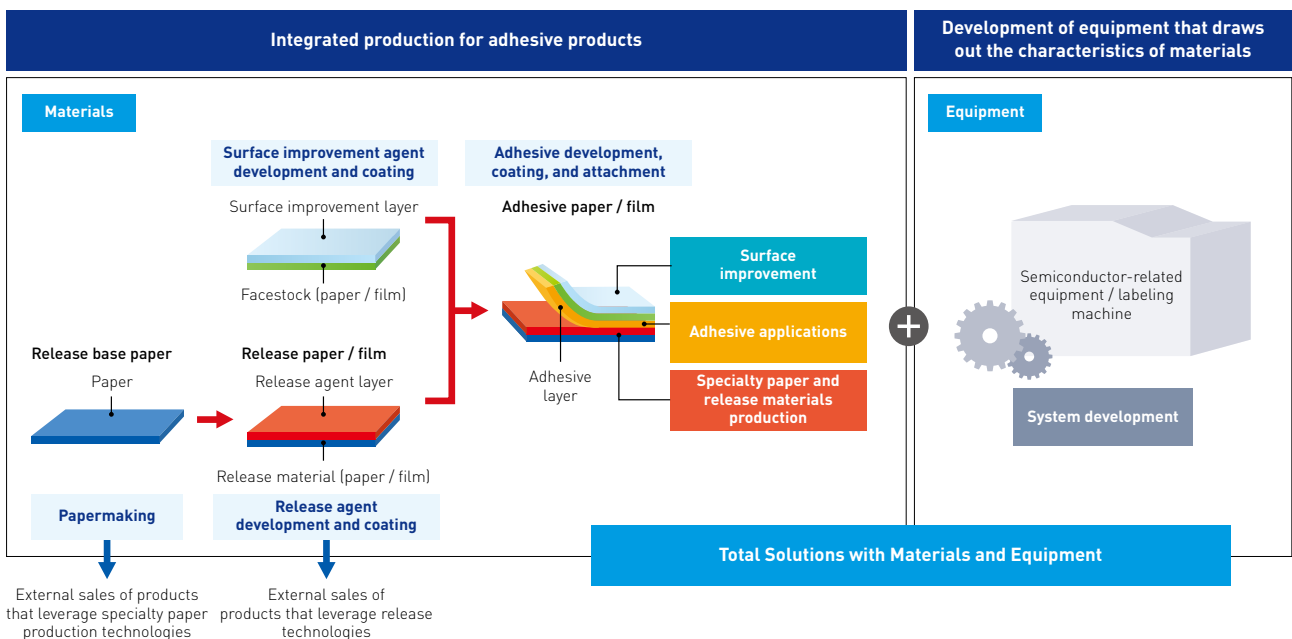 Integrated production for adhesive products
Development of equipment that draws
out the characteristics of materials
Materials
Surface improvement agent
development and coating
Surface improvement layer
Facestock (paper / film)
Adhesive development,
coating, and attachment
Adhesive paper / film
Surface
improvement
Adhesive applications
Specialty paper and
release materials
production
Adhesive
layer
Release base paper
Paper
Release paper / film
Release agent layer
Release material (paper / film)
Papermaking
Release agent
development and coating
External sales of products
that leverage specialty paper
production technologies
External sales of
products that leverage release
technologies
+
Equipment
Semiconductor-related
equipment / labeling
machine
System development
Total Solutions with Materials and Equipment